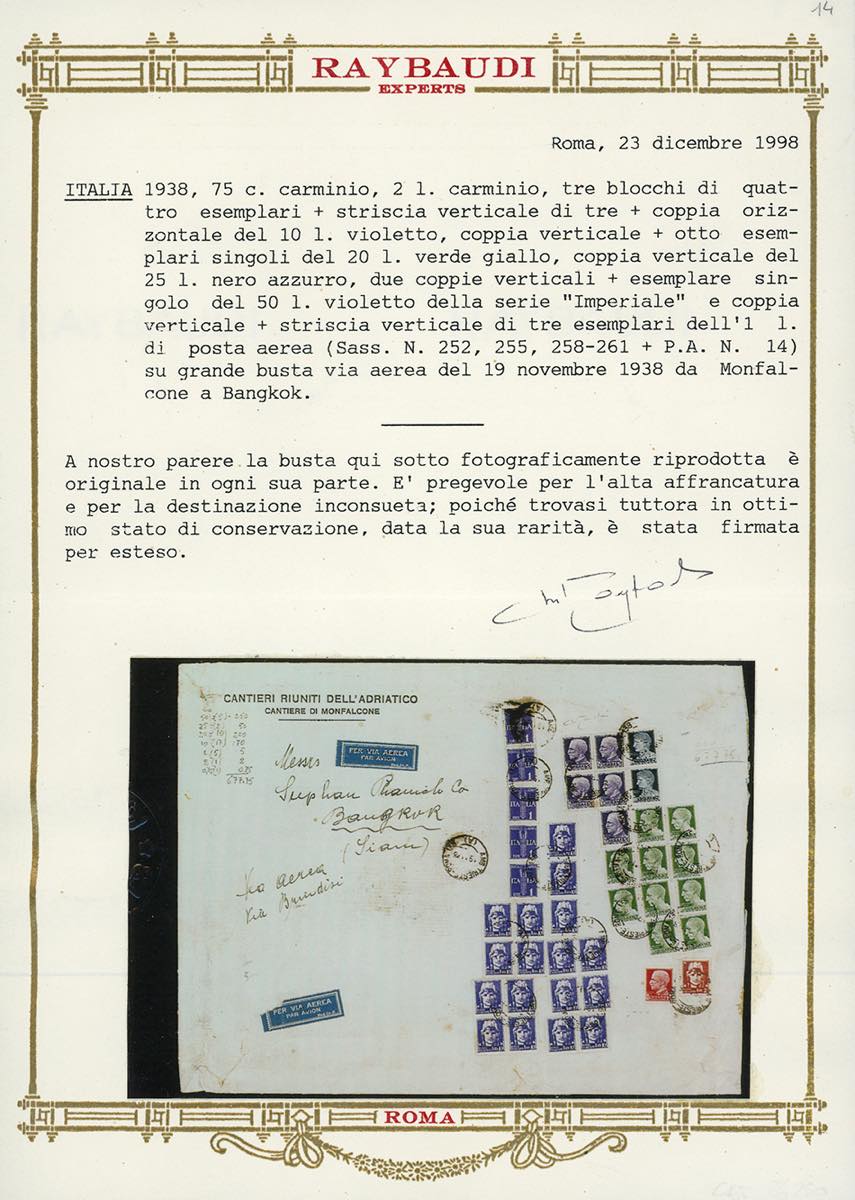 14
RAYBAUDI
EXPERTS
Roma, 23 dicembre 1998
ITALIA 1938, 75 c. carminio, 2 l. carminio, tre blocchi di quat-
tro esemplari + striscia verticale di tre + coppia oriz-
zontale del 10 l. violetto, coppia verticale + otto esem-
plari singoli del 20 l. verde giallo, coppia verticale del
25 l. nero azzurro, due coppie verticali + esemplare sin-
golo del 50 l. violetto della serie "Imperiale" e coppia
verticale + striscia verticale di tre esemplari dell'1 l.
di posta aerea (Sass. N. 252, 255, 258-261 + P.A. N. 14)
su grande busta via aerea del 19 novembre 1938 da Monfal-
cone a Bangkok.
A nostro parere la busta qui sotto fotograficamente riprodotta è
originale in ogni sua parte. E' pregevole per l'alta affrancatura
e per la destinazione inconsueta; poiché trovasi tuttora in otti-
mo stato di conservazione, data la sua rarità, è stata firmata
per esteso.
CANTIERI RIUNITI DELL'ADRIATICO
CANTIERE DI MONFALCONE
PER VIA AEREA
PAR AVION
Messrs
Co
Bangkok
(Siam)
Via aerea
via Brindisi
PER VIA AEREA
PAR AVION
677.75
ITALIA 1
ROMA